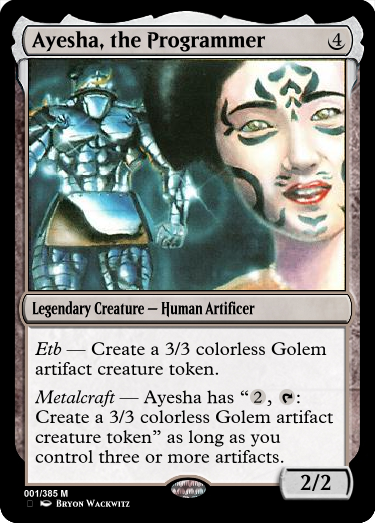 Ayesha, the Programmer 4
Legendary Creature — Human Artificer
Etb — Create a 3/3 colorless Golem
artifact creature token.
Metalcraft — Ayesha has “2, :
Create a 3/3 colorless Golem artifact
creature token” as long as you
control three or more artifacts.
2/2
001/385 M
Bryon Wackwitz